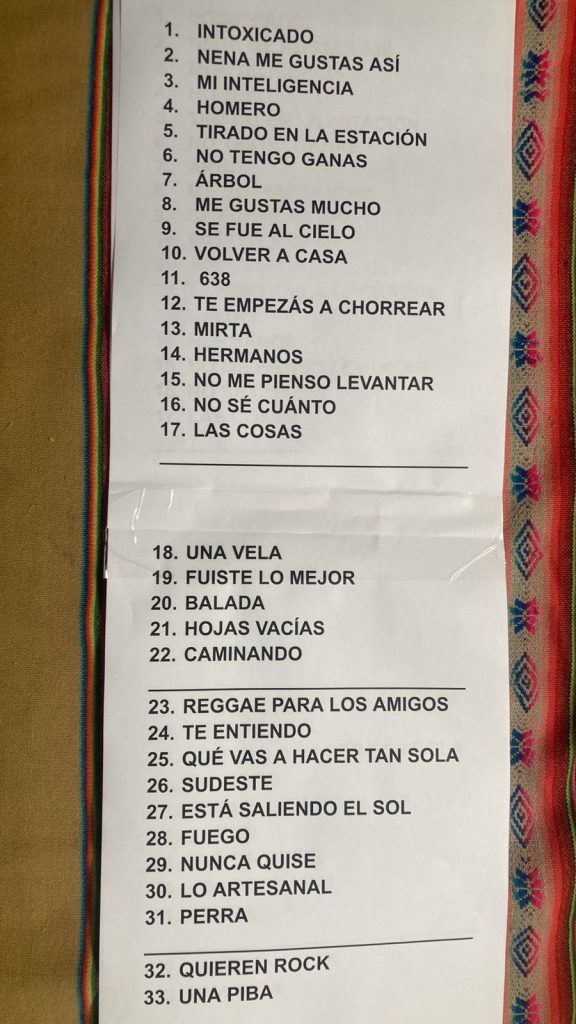 1. INTOXICADO
2. NENA ME GUSTAS ASÍ
3. MI INTELIGENCIA
4. HOMERO
5. TIRADO EN LA ESTACIÓN
6. NO TENGO GANAS
7. ÁRBOL
8. ME GUSTAS MUCHO
9. SE FUE AL CIELO
10. VOLVER A CASA
11. 638
12. TE EMPEZÁS A CHORREAR
13. MIRTA
14. HERMANOS
15. NO ME PIENSO LEVANTAR
16. NO SÉ CUÁNTO
17. LAS COSAS
18. UNA VELA
19. FUISTE LO MEJOR
20. BALADA
21. HOJAS VACÍAS
22. CAMINANDO
23. REGGAE PARA LOS AMIGOS
24. TE ENTIENDO
25. QUÉ VAS A HACER TAN SOLA
26. SUDESTE
27. ESTÁ SALIENDO EL SOL
28. FUEGO
29. NUNCA QUISE
30. LO ARTESANAL
31. PERRA
32. QUIEREN ROCK
33. UNA PIBA